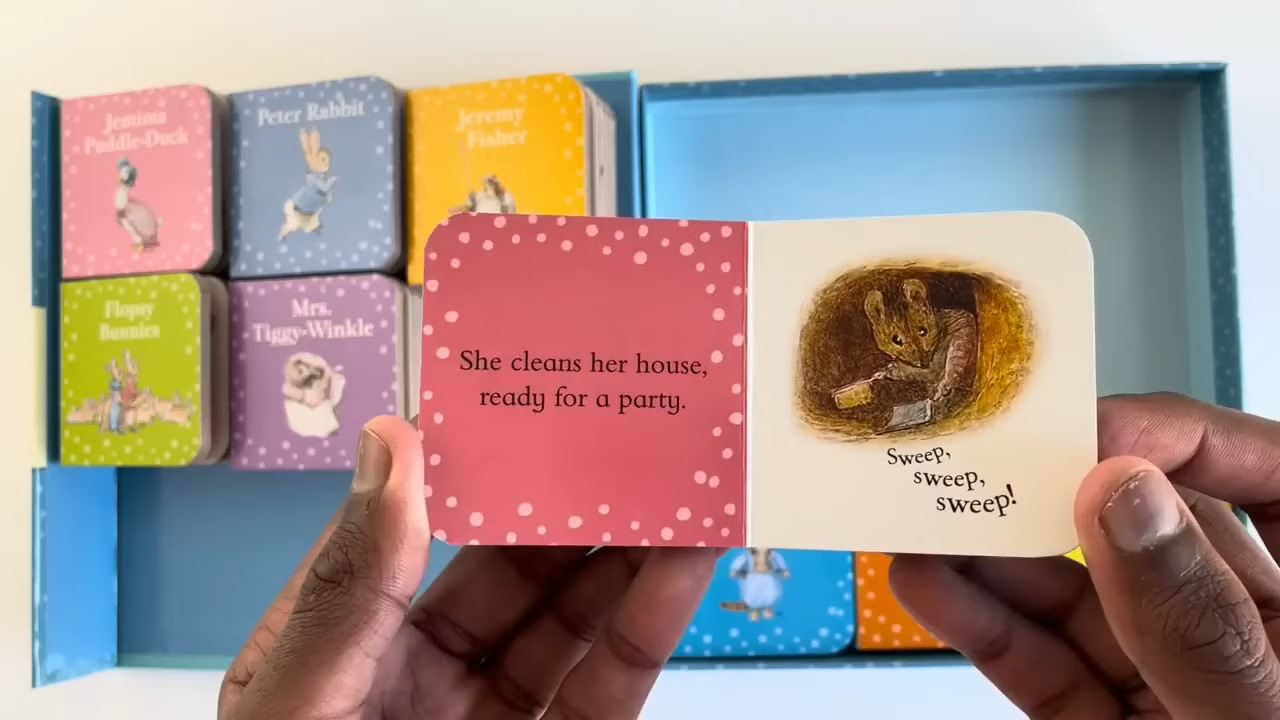 Jemima
Puddle-Duck
Peter Rabbit
Jeremy
Fisher
Flopsy
Bunnies
Mrs.
Tiggy-Winkle
She cleans her house,
ready for a party.
Sweep,
sweep,
sweep!